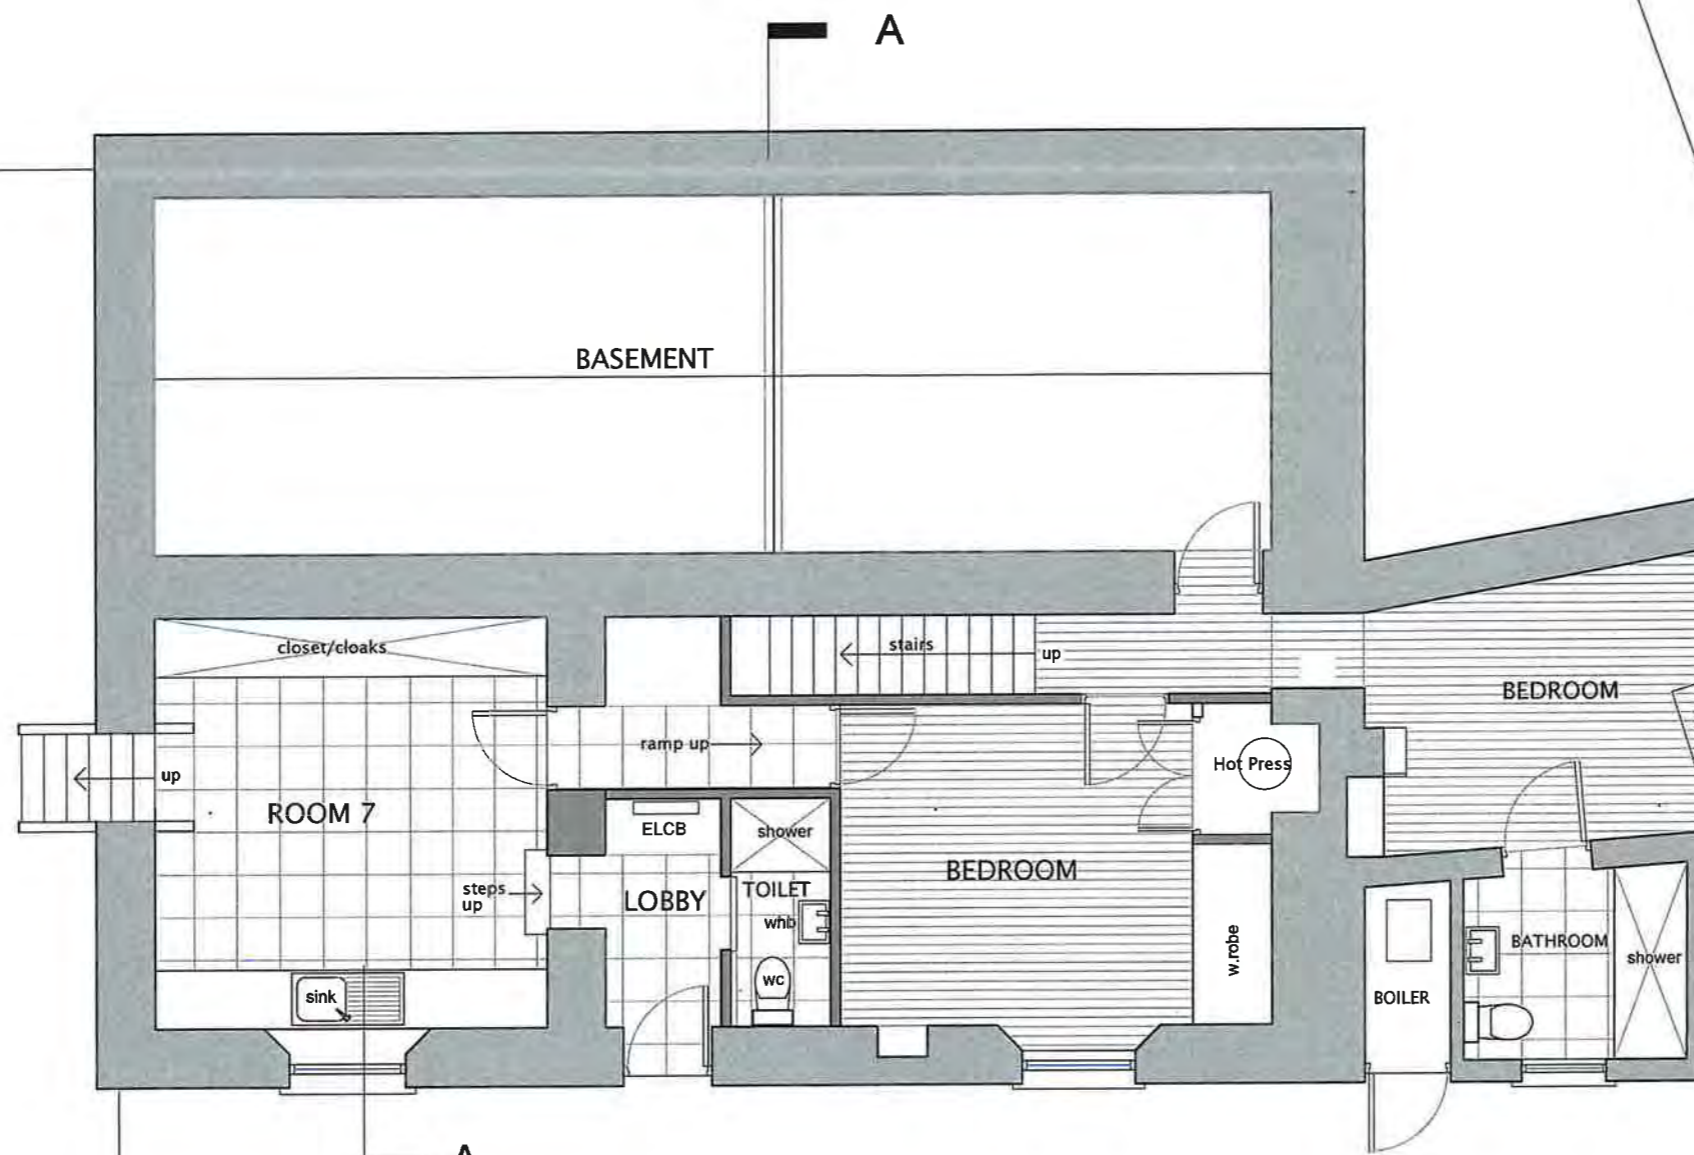 A
BASEMENT
closet/cloaks
stairs
up
BEDROOM
ramp up
up
Hot Press
ROOM 7
ELCB
shower
BEDROOM
steps
up
TOILET
LOBBY
whb
w.robe
BATHROOM
shower
wc
sink
BOILER
A